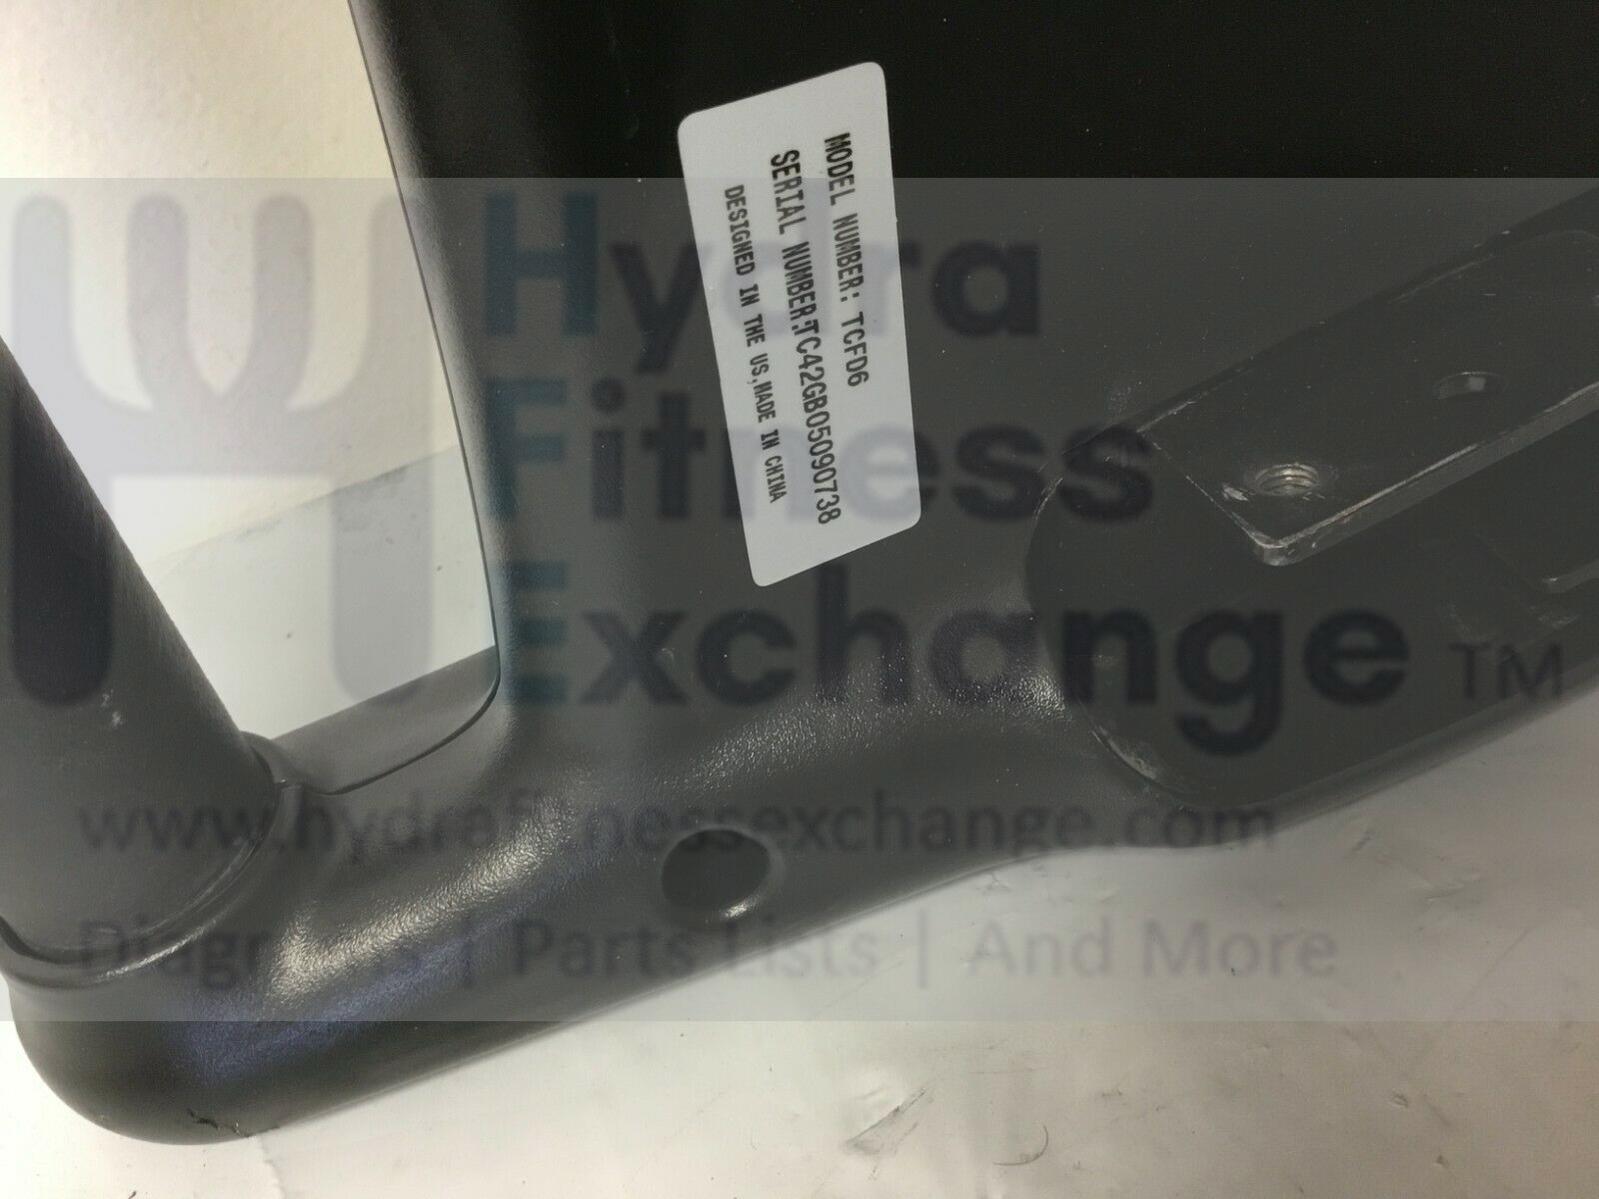 MODEL NUMBER: TCFD6
SERIAL NUMBER:TC42GB05090738
DESIGNED IN THE US,MADE IN CHINA
Hydra
Fitness
Exchange TM
www.hydrafitnessexchange.com
Diagrams | Parts Lists | And More